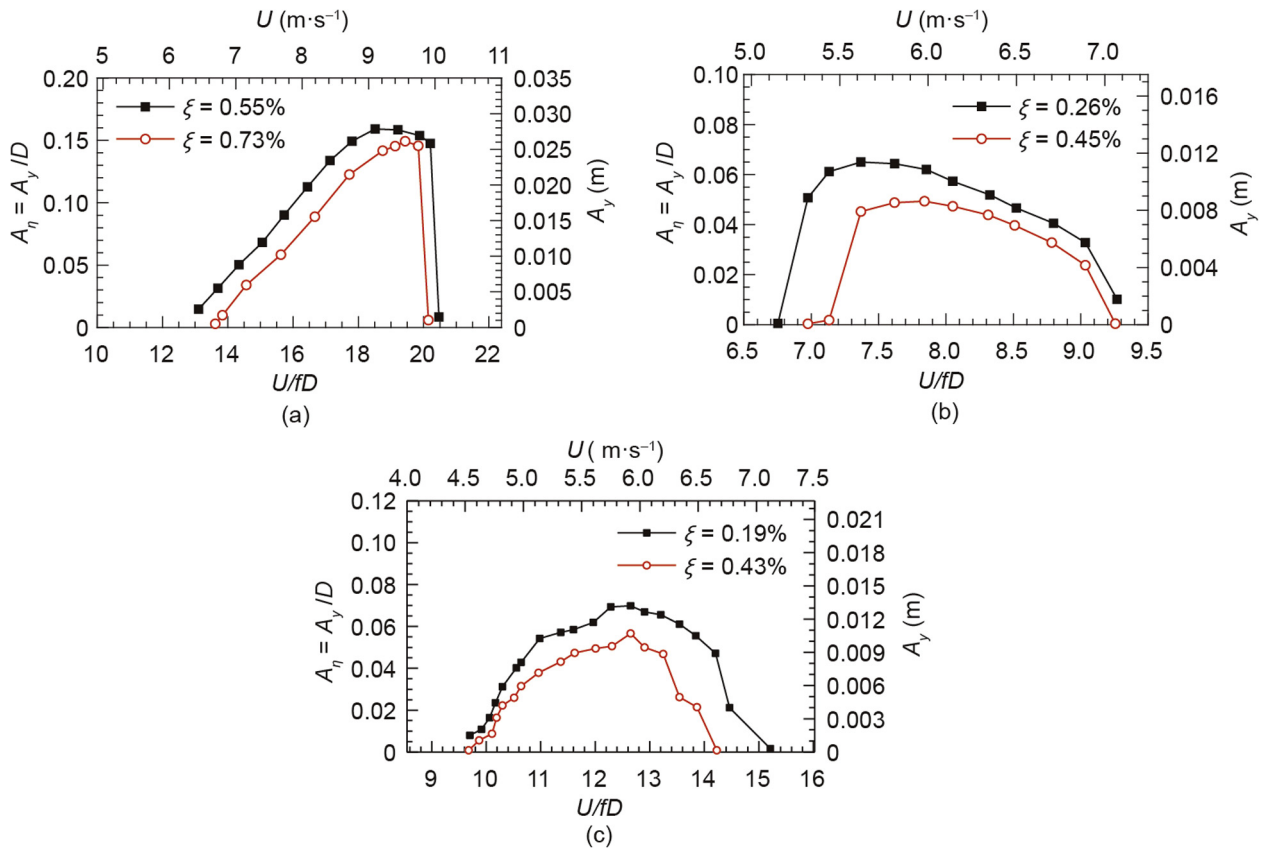 U (m·s⁻¹)
5 6 7 8 9 10 11
0.20 0.035
ξ = 0.55% 0.030
0.15 ξ = 0.73% 0.025
0.10 0.020
0.015
0.05 0.010
0.005
0 0
Aη = Ay /D
Ay (m)
10 12 14 16 18 20 22
U/fD
(a)
U (m·s⁻¹)
5.0 5.5 6.0 6.5 7.0
0.10 0.016
ξ = 0.26%
0.08 ξ = 0.45%
0.012
0.06
0.008
0.04
0.004
0.02
0 0
Aη = Ay /D
Ay (m)
6.5 7.0 7.5 8.0 8.5 9.0 9.5
U/fD
(b)
U ( m·s⁻¹)
4.0 4.5 5.0 5.5 6.0 6.5 7.0 7.5
0.12 0.021
ξ = 0.19%
0.10 0.018
ξ = 0.43%
0.08 0.015
0.012
0.06
0.009
0.04 0.006
0.02 0.003
0 0
Aη = Ay /D
Ay (m)
9 10 11 12 13 14 15 16
U/fD
(c)